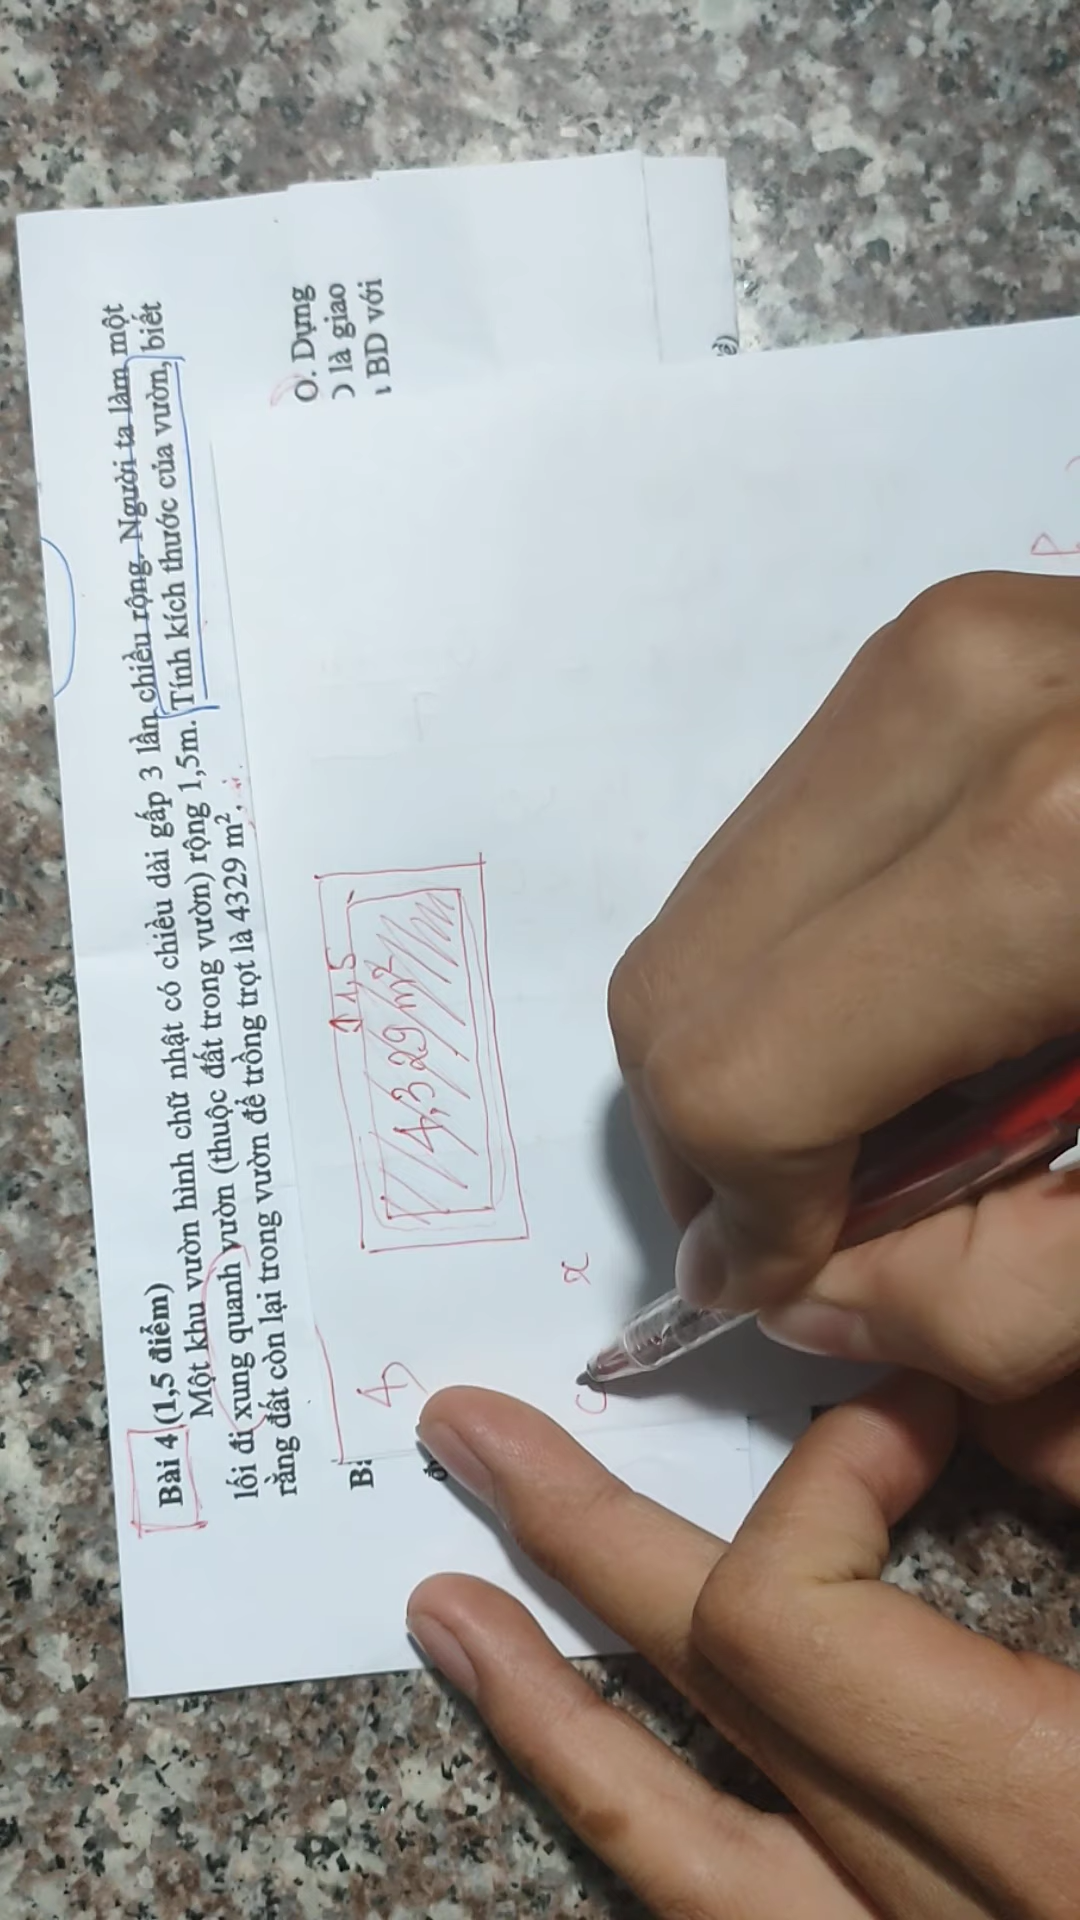 Bài 4 (1,5 điểm)
Một khu vườn hình chữ nhật có chiều dài gấp 3 lần chiều rộng. Người ta làm một
lối đi xung quanh vườn (thuộc đất trong vườn) rộng 1,5m. Tính kích thước của vườn, biết
rằng đất còn lại trong vườn để trồng trọt là 4329 m².
O. Dựng
là giao
BD với
1,5
4329 m²
x